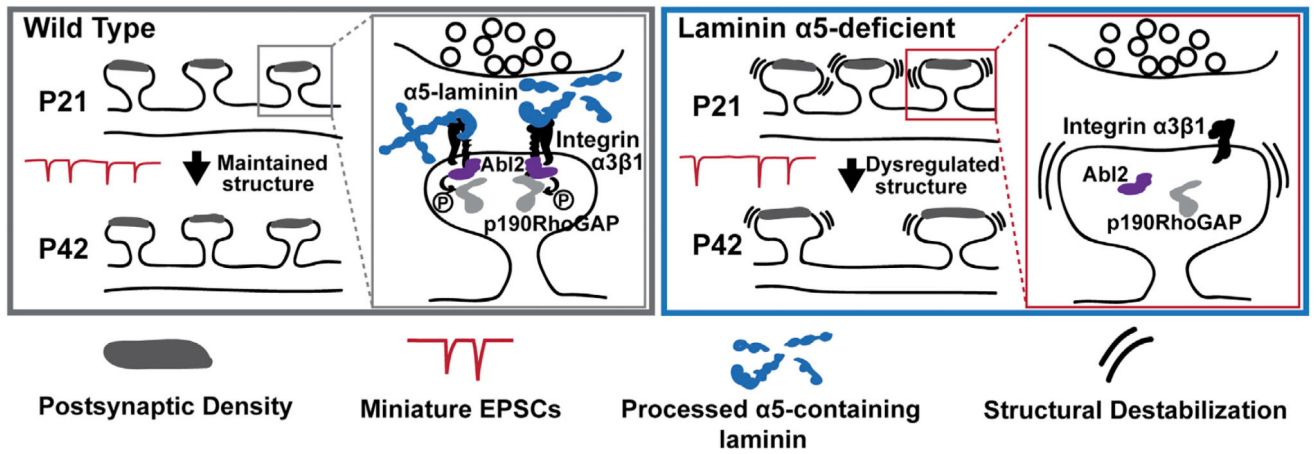 Wild Type
P21
α5-laminin
Integrin
α3β1
Abl2
Maintained
structure
P
P
p190RhoGAP
P42
Laminin α5-deficient
P21
Integrin α3β1
Dysregulated
structure
Abl2
p190RhoGAP
P42
Postsynaptic Density
Miniature EPSCs
Processed α5-containing
laminin
Structural Destabilization